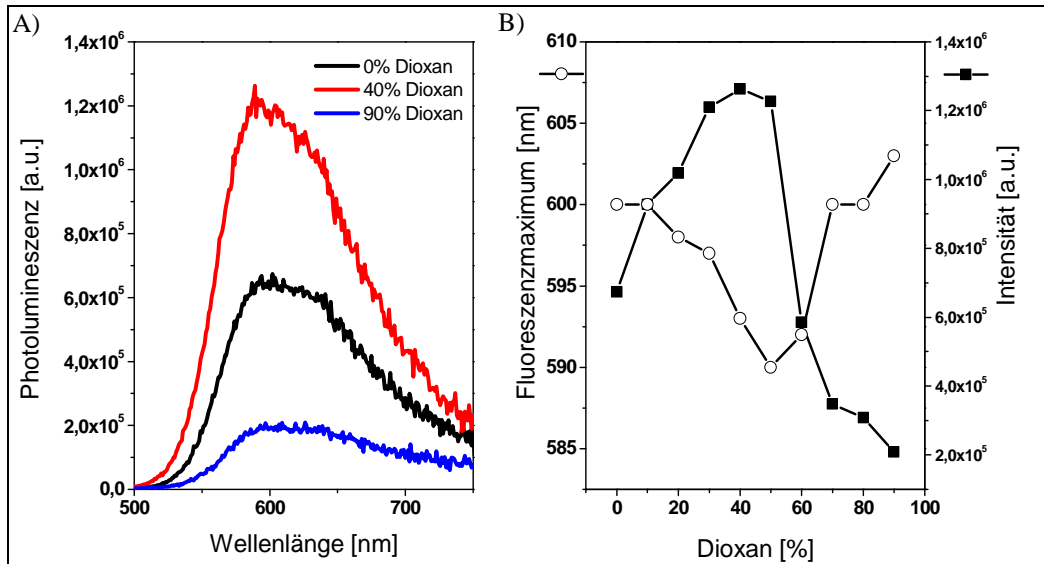 A)
1,4x10⁶
1,2x10⁶
1,0x10⁶
8,0x10⁵
6,0x10⁵
4,0x10⁵
2,0x10⁵
0,0
Photolumineszenz [a.u.]
0% Dioxan
40% Dioxan
90% Dioxan
500
600
700
Wellenlänge [nm]
B)
610
605
600
595
590
585
Fluoreszenzmaximum [nm]
1,4x10⁶
1,2x10⁶
1,0x10⁶
8,0x10⁵
6,0x10⁵
4,0x10⁵
2,0x10⁵
Intensität [a.u.]
0
20
40
60
80
100
Dioxan [%]